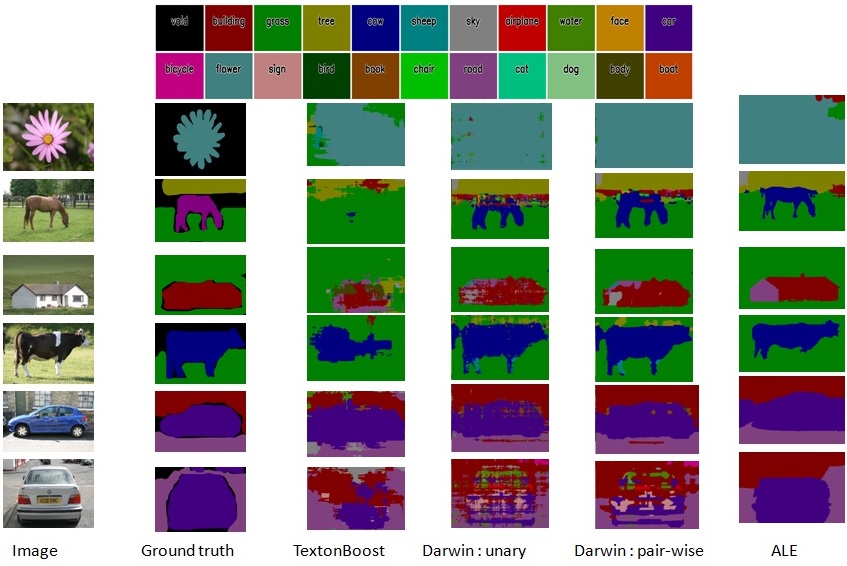 void building grass tree cow sheep sky airplane water face car
bicycle flower sign bird book chair road cat dog body boat
Image Ground truth TextonBoost Darwin : unary Darwin : pair-wise ALE